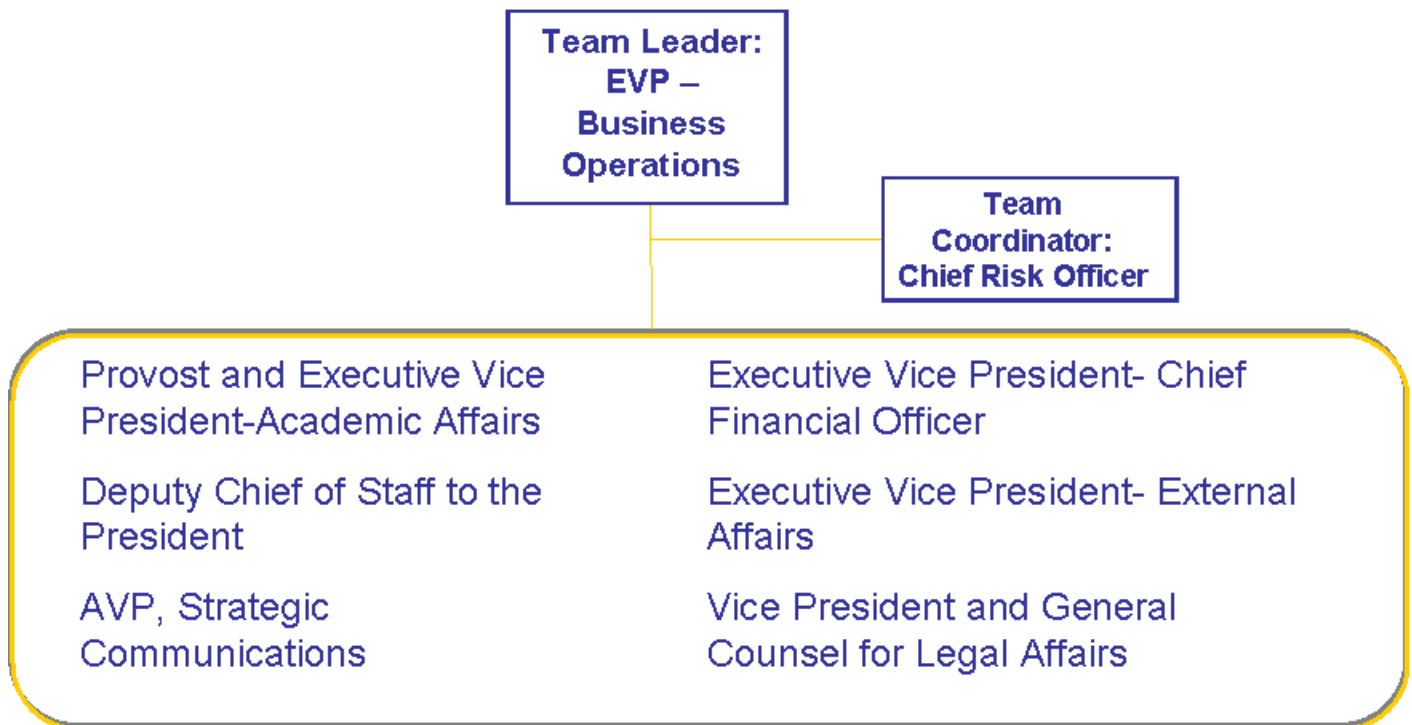 Team Leader:
EVP –
Business
Operations
Team
Coordinator:
Chief Risk Officer
Provost and Executive Vice
President-Academic Affairs
Deputy Chief of Staff to the
President
AVP, Strategic
Communications
Executive Vice President- Chief
Financial Officer
Executive Vice President- External
Affairs
Vice President and General
Counsel for Legal Affairs